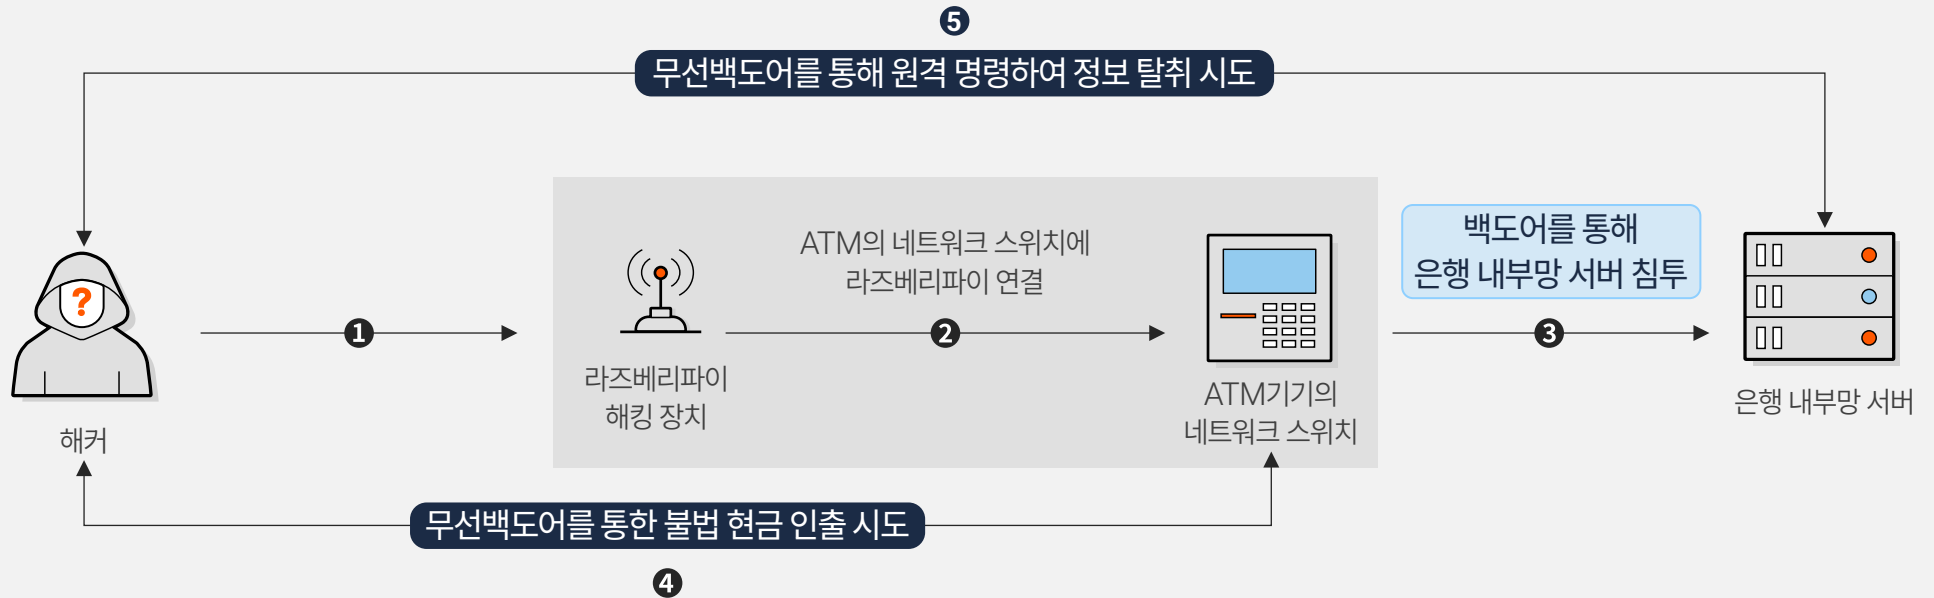 ❺
무선백도어를 통해 원격 명령하여 정보 탈취 시도
?
해커
❶
라즈베리파이
해킹 장치
ATM의 네트워크 스위치에
라즈베리파이 연결
❷
ATM기기의
네트워크 스위치
백도어를 통해
은행 내부망 서버 침투
❸
은행 내부망 서버
무선백도어를 통한 불법 현금 인출 시도
❹